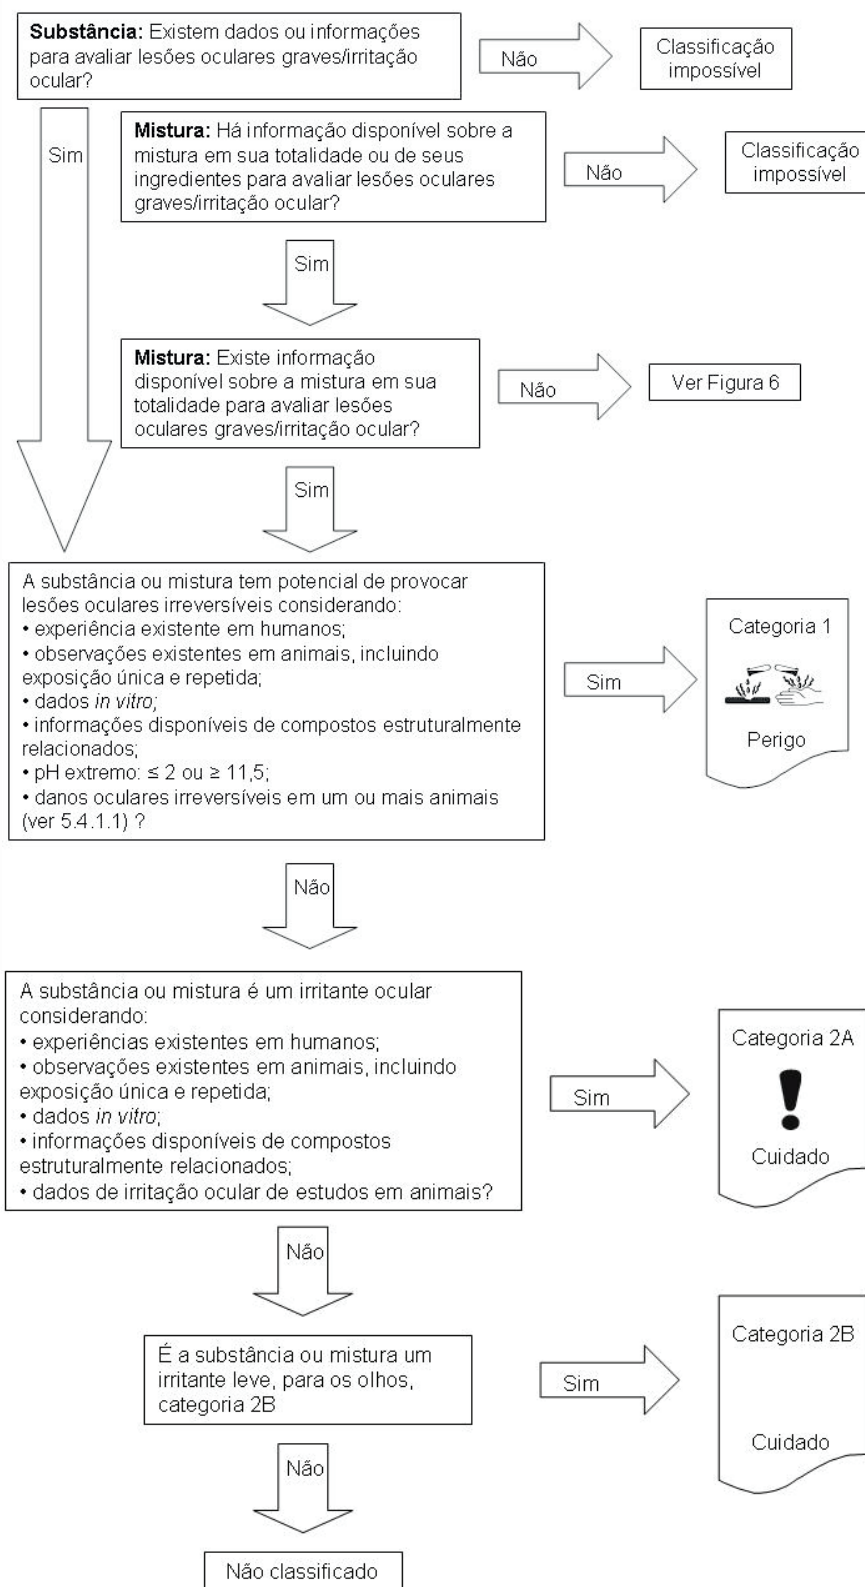 Substância: Existem dados ou informações
para avaliar lesões oculares graves/irritação
ocular?
Não
Classificação
impossível
Sim
Mistura: Há informação disponível sobre a
mistura em sua totalidade ou de seus
ingredientes para avaliar lesões oculares
graves/irritação ocular?
Não
Classificação
impossível
Sim
Mistura: Existe informação
disponível sobre a mistura em sua
totalidade para avaliar lesões
oculares graves/irritação ocular?
Não
Ver Figura 6
Sim
A substância ou mistura tem potencial de provocar
lesões oculares irreversíveis considerando:
• experiência existente em humanos;
• observações existentes em animais, incluindo
exposição única e repetida;
• dados in vitro;
• informações disponíveis de compostos estruturalmente
relacionados;
• pH extremo: ≤ 2 ou ≥ 11,5;
• danos oculares irreversíveis em um ou mais animais
(ver 5.4.1.1) ?
Sim
Categoria 1
Perigo
Não
A substância ou mistura é um irritante ocular
considerando:
• experiências existentes em humanos;
• observações existentes em animais, incluindo
exposição única e repetida;
• dados in vitro;
• informações disponíveis de compostos
estruturalmente relacionados;
• dados de irritação ocular de estudos em animais?
Sim
Categoria 2A
!
Cuidado
Não
É a substância ou mistura um
irritante leve, para os olhos,
categoria 2B
Sim
Categoria 2B
Cuidado
Não
Não classificado